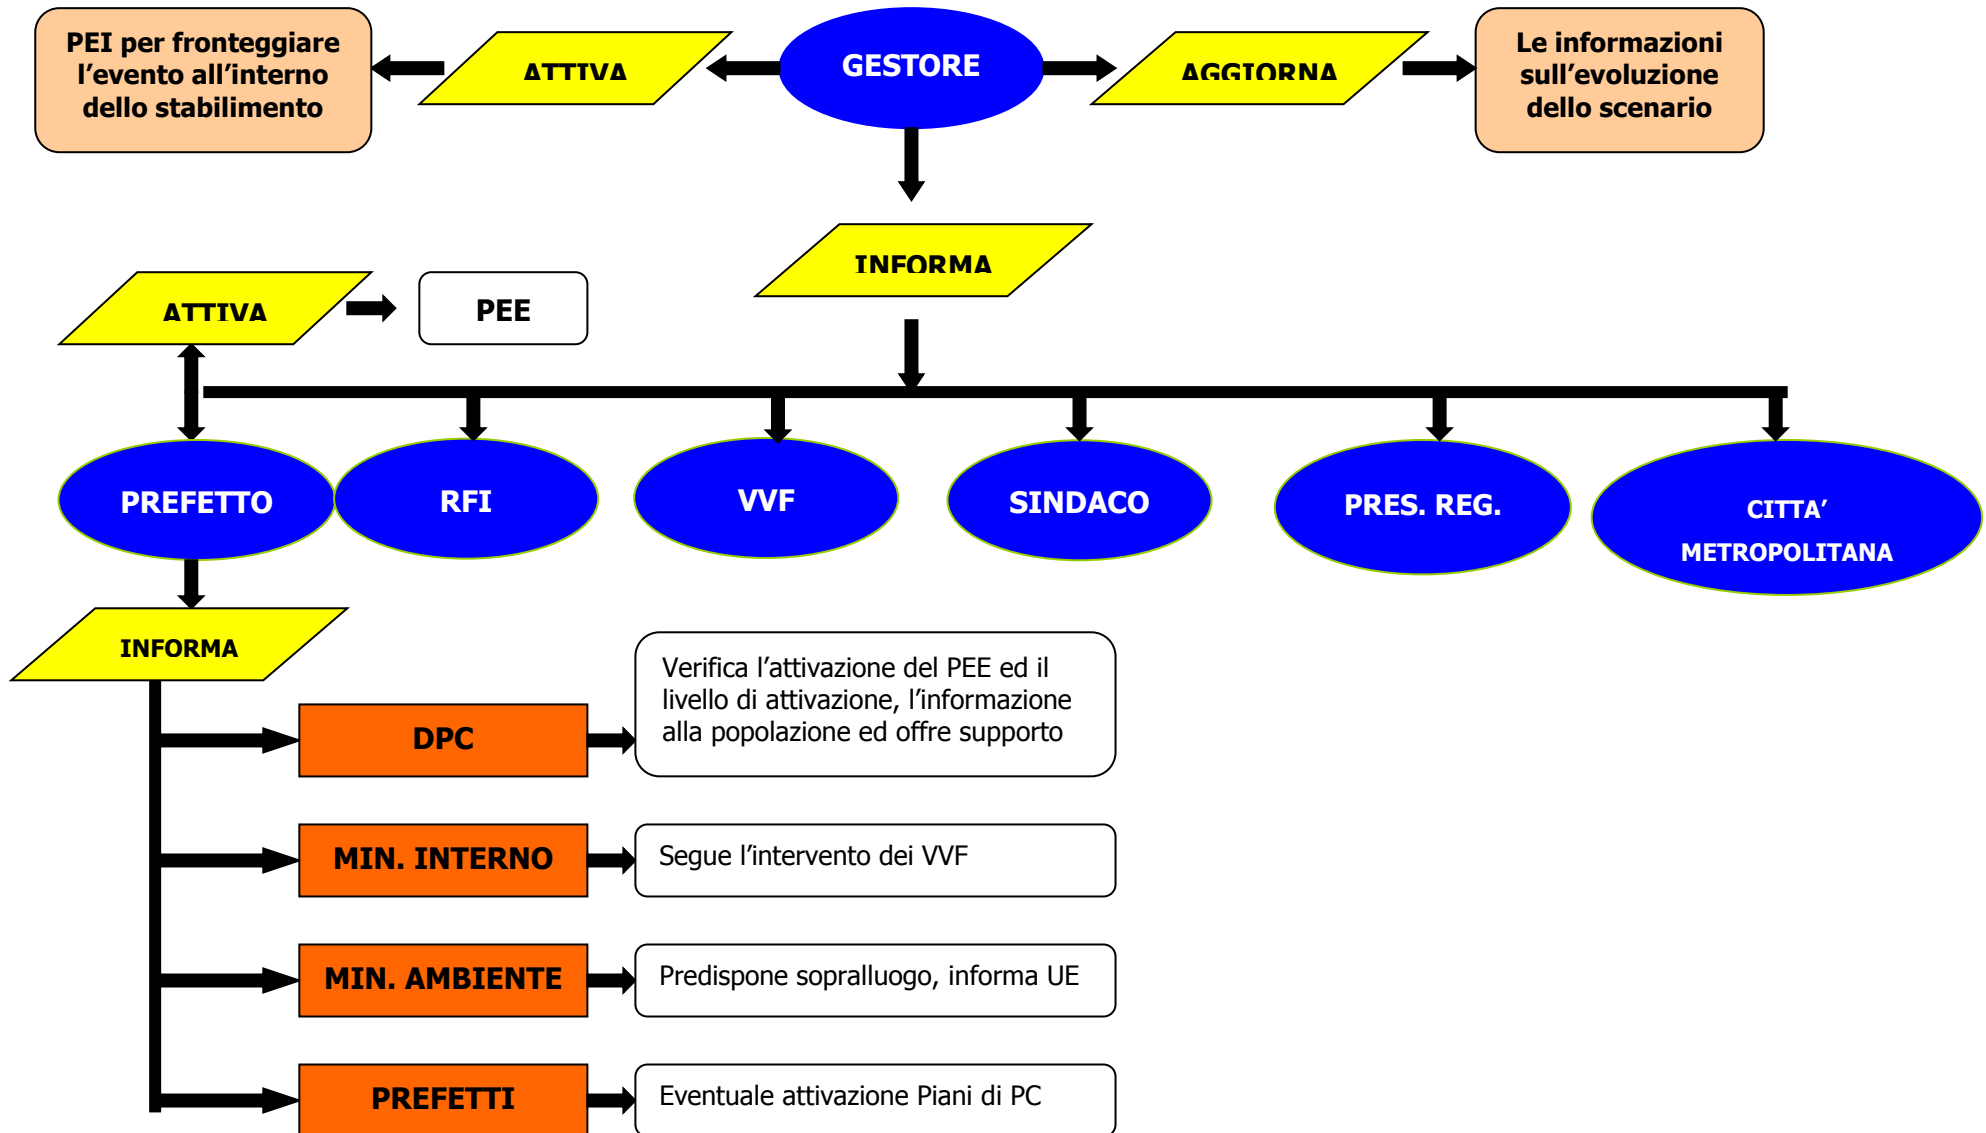 PEI per fronteggiare
l’evento all’interno
dello stabilimento
ATTIVA
GESTORE
AGGIORNA
Le informazioni
sull’evoluzione
dello scenario
INFORMA
ATTIVA
PEE
PREFETTO
RFI
VVF
SINDACO
PRES. REG.
CITTA’
METROPOLITANA
INFORMA
DPC
Verifica l’attivazione del PEE ed il
livello di attivazione, l’informazione
alla popolazione ed offre supporto
MIN. INTERNO
Segue l’intervento dei VVF
MIN. AMBIENTE
Predispone sopralluogo, informa UE
PREFETTI
Eventuale attivazione Piani di PC